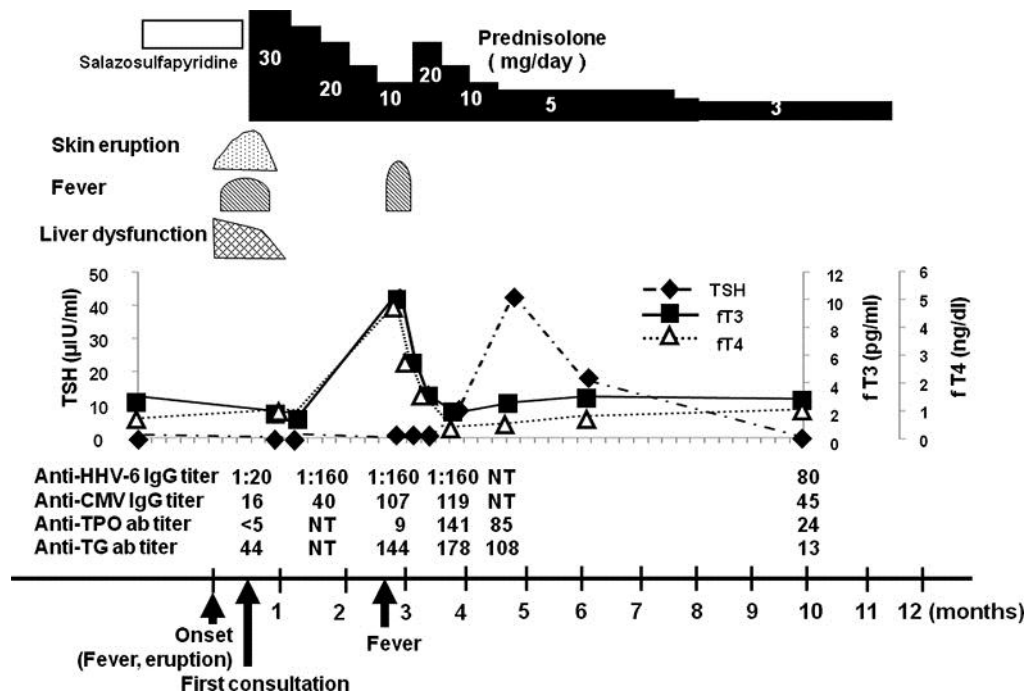 Salazosulfapyridine
Prednisolone
( mg/day )
30
20
10
20
10
5
3
Skin eruption
Fever
Liver dysfunction
TSH (μIU/ml)
50
40
30
20
10
0
TSH
fT3
fT4
12
10
8
6
4
2
0
fT3 (pg/ml)
6
5
4
3
2
1
0
fT4 (ng/dl)
Anti-HHV-6 IgG titer 1:20 1:160 1:160 1:160 NT 80
Anti-CMV IgG titer 16 40 107 119 NT 45
Anti-TPO ab titer <5 NT 9 141 85 24
Anti-TG ab titer 44 NT 144 178 108 13
1 2 3 4 5 6 7 8 9 10 11 12 (months)
Onset
(Fever, eruption)
First consultation
Fever